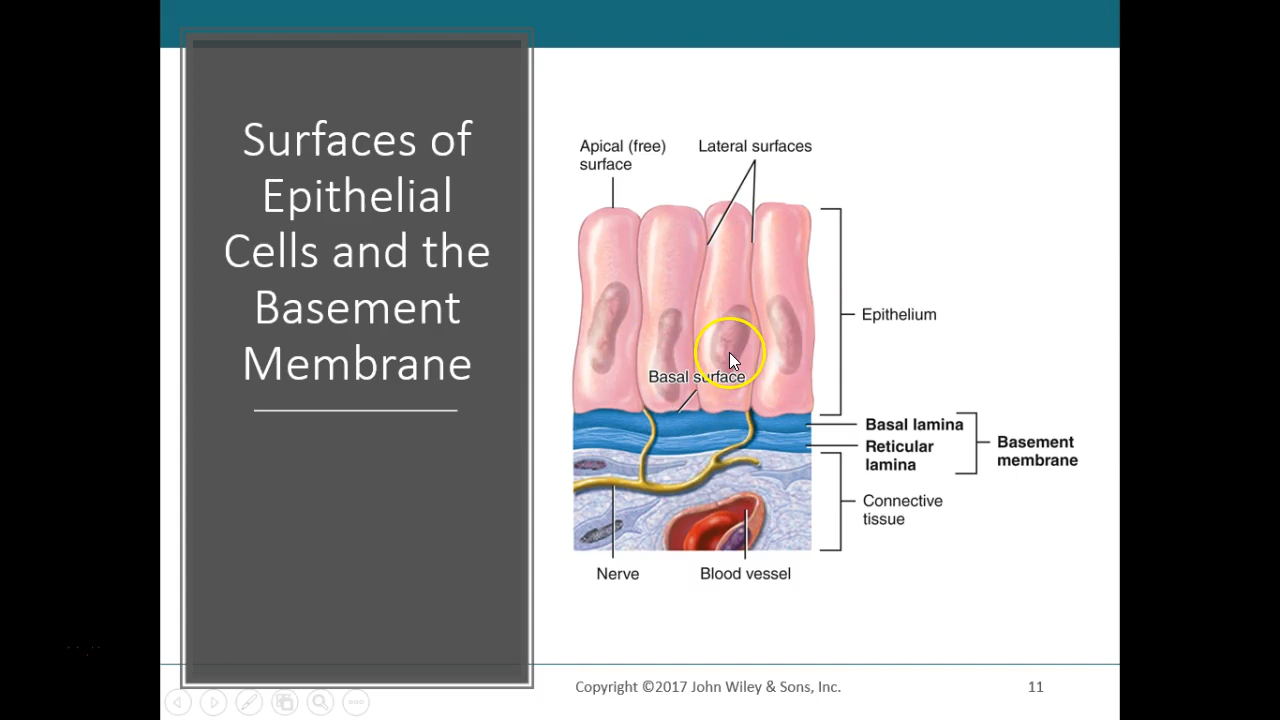 Surfaces of
Epithelial
Cells and the
Basement
Membrane
Apical (free)
surface
Lateral surfaces
Epithelium
Basal surface
Basal lamina
Reticular
lamina
Basement
membrane
Connective
tissue
Nerve
Blood vessel
Copyright ©2017 John Wiley & Sons, Inc.
11